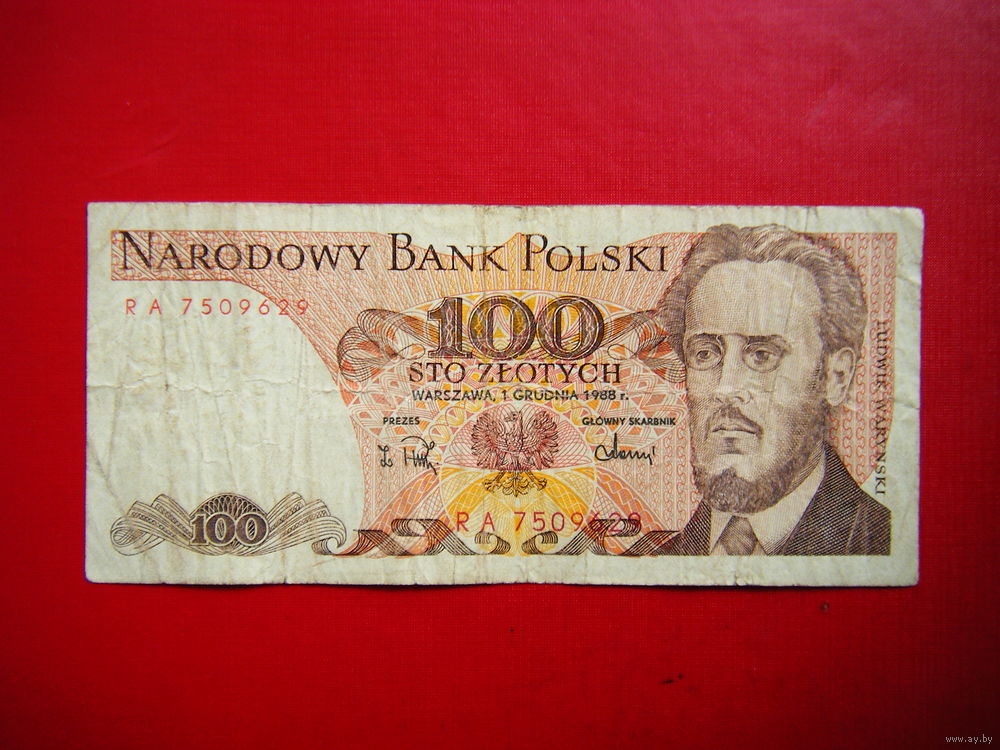 NARODOWY BANK POLSKI
RA 7509629
100
STO ZŁOTYCH
WARSZAWA, 1 GRUDNIA 1988 r.
PREZES GŁÓWNY SKARBNIK
LUDWIK WARYŃSKI
RA 7509629
100
www.ay.by